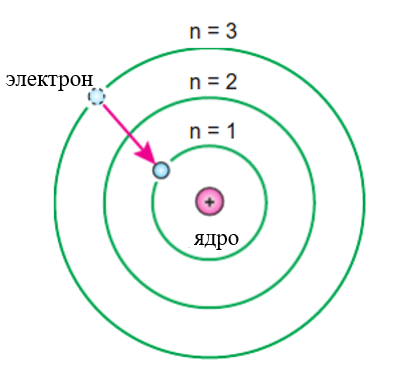 n = 3
электрон
n = 2
n = 1
+
ядро